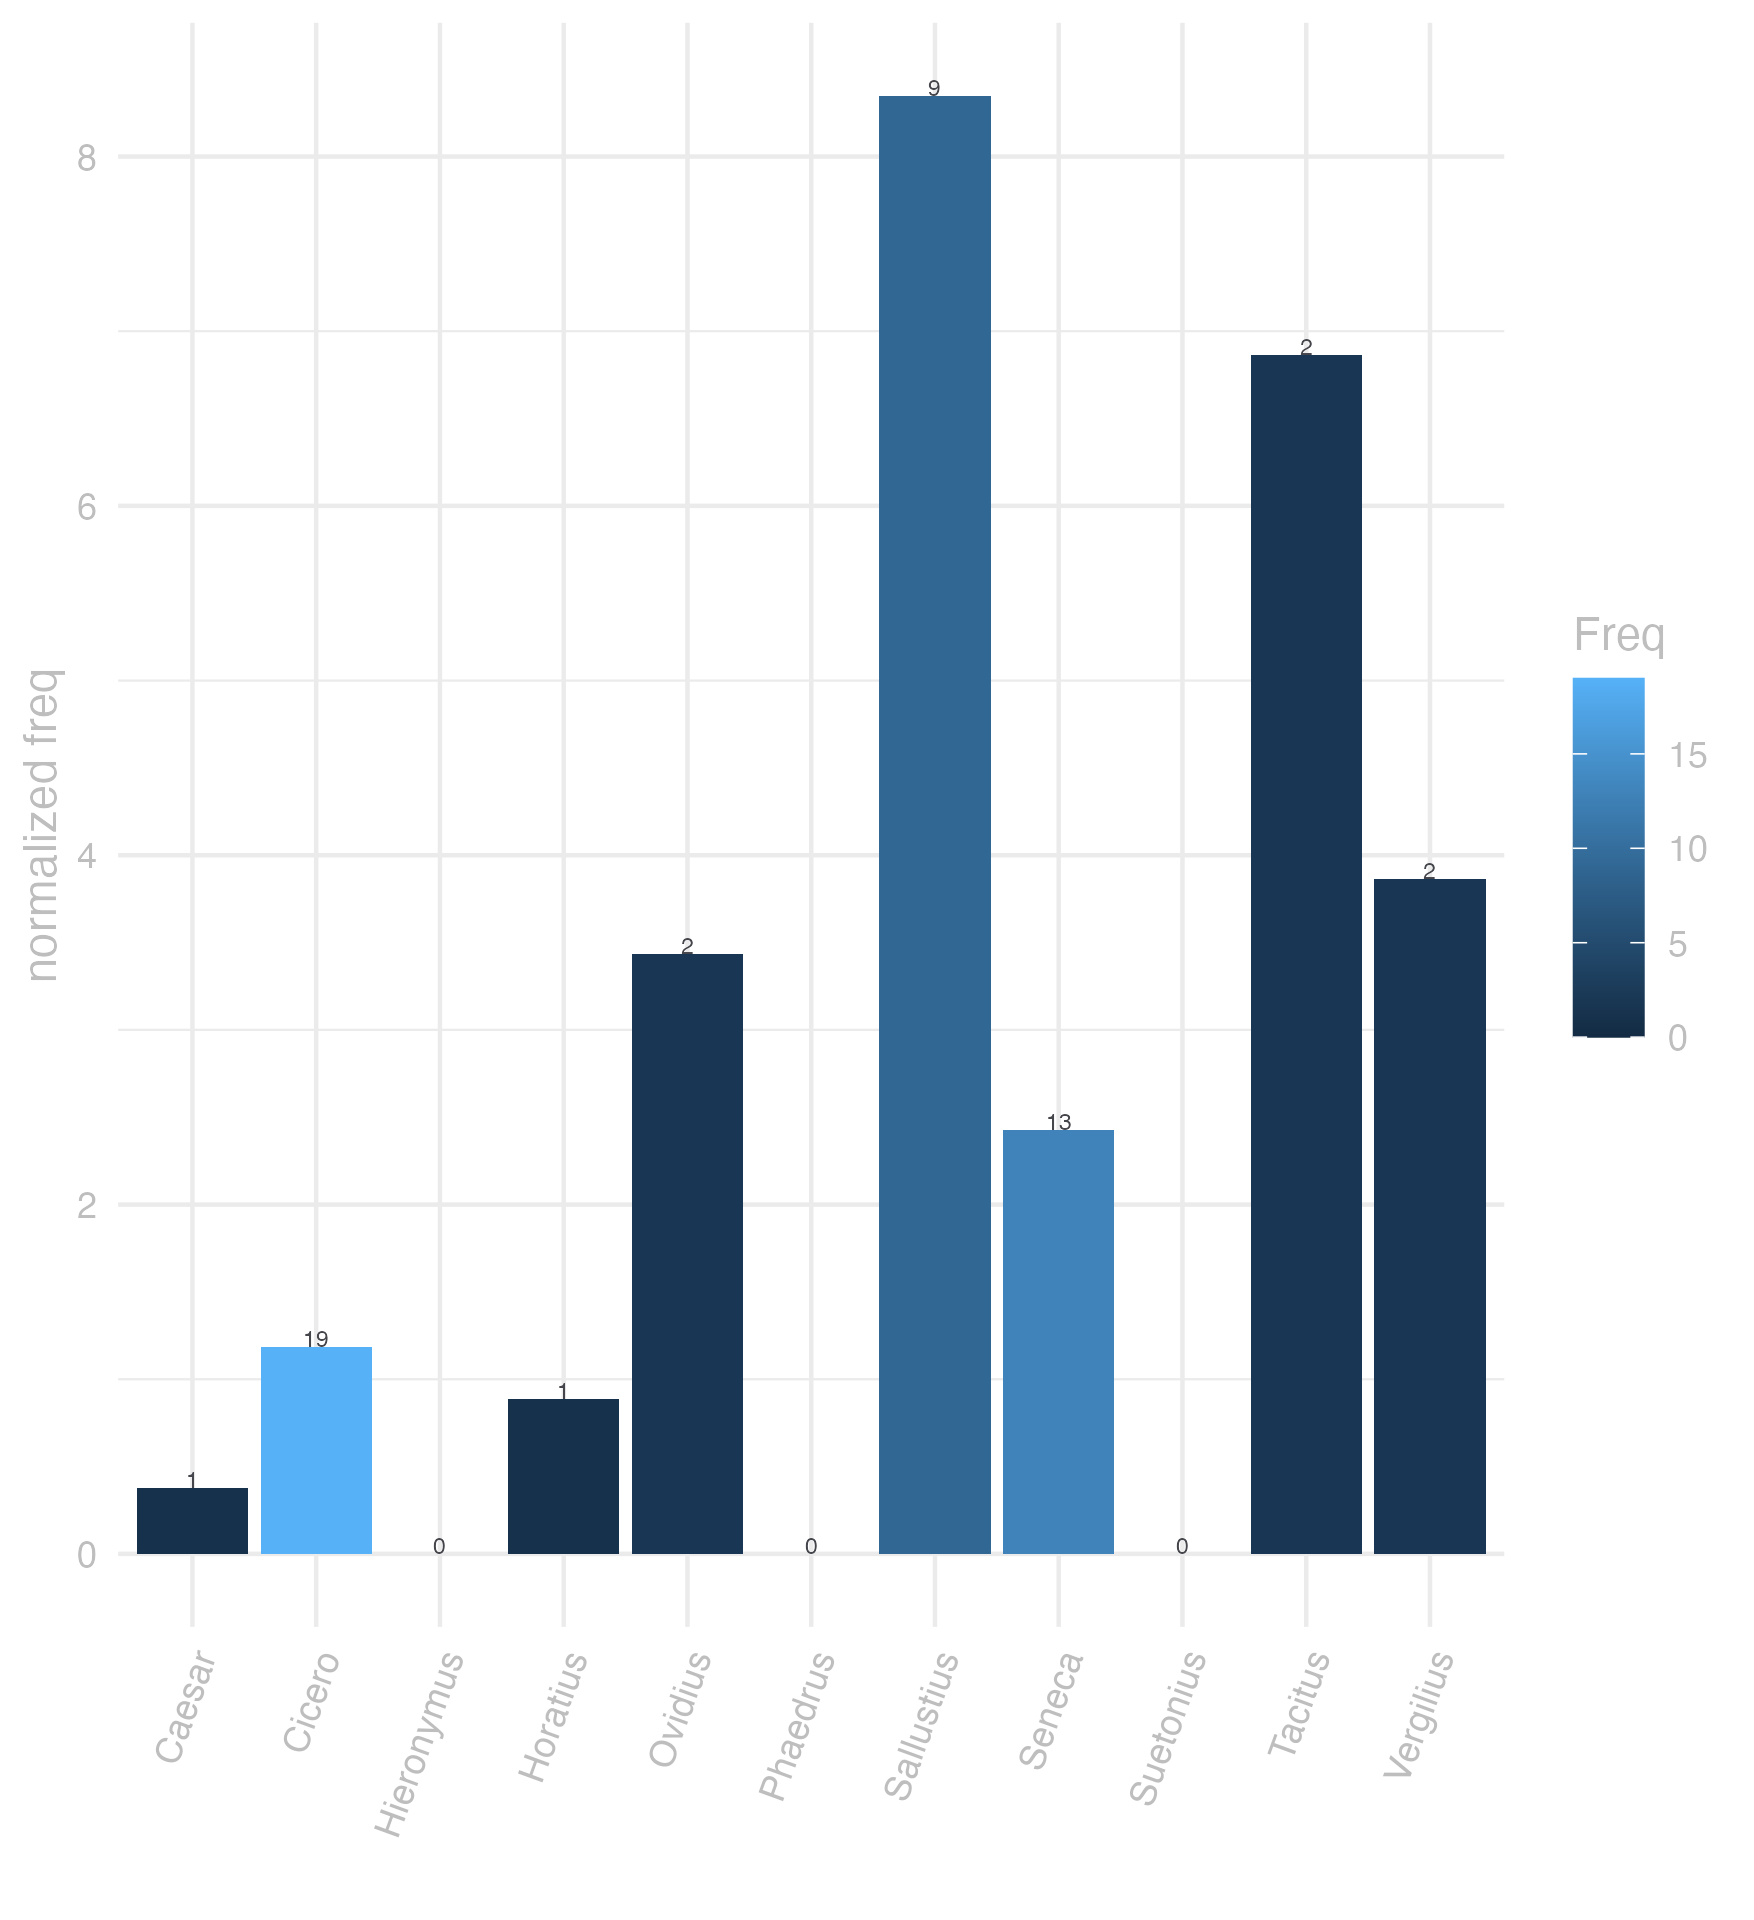 normalized freq
8
6
4
2
0
1
19
0
1
2
0
9
13
0
2
2
Caesar
Cicero
Hieronymus
Horatius
Ovidius
Phaedrus
Sallustius
Seneca
Suetonius
Tacitus
Vergilius
Freq
15
10
5
0